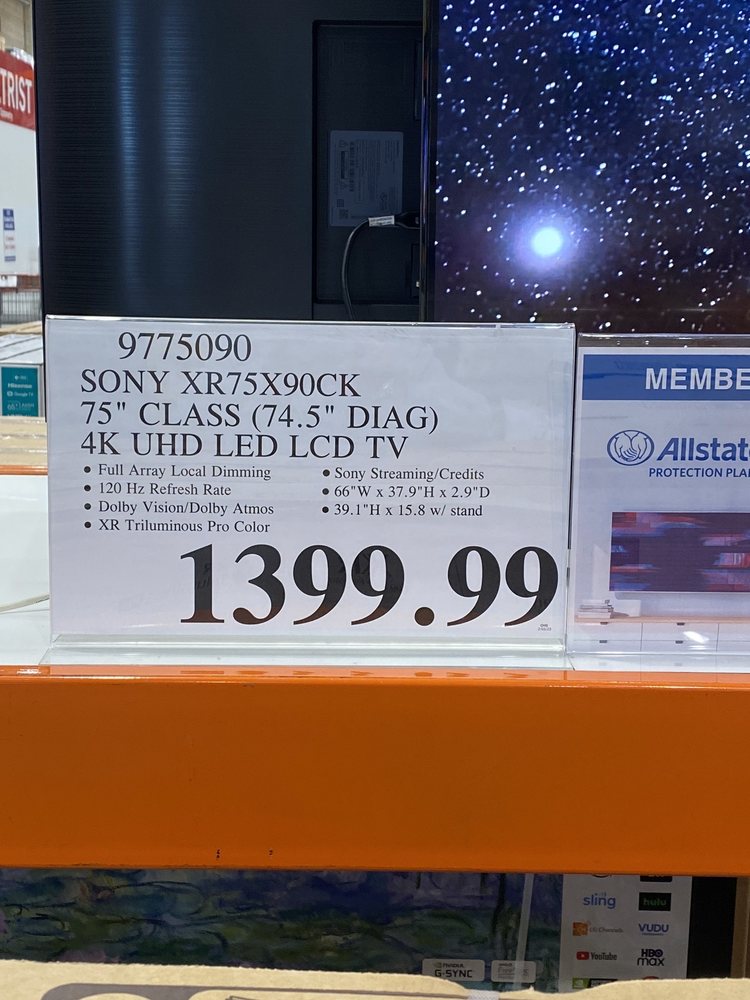 TRIST
9775090
SONY XR75X90CK
75" CLASS (74.5" DIAG)
4K UHD LED LCD TV
• Full Array Local Dimming
• 120 Hz Refresh Rate
• Dolby Vision/Dolby Atmos
• XR Triluminous Pro Color
• Sony Streaming/Credits
• 66"W x 37.9"H x 2.9"D
• 39.1"H x 15.8 w/ stand
1399.99
MEMBE
Allstat
PROTECTION PLA
Hisense
Google TV
sling
hulu
VUDU
YouTube
HBO
max
G-SYNC